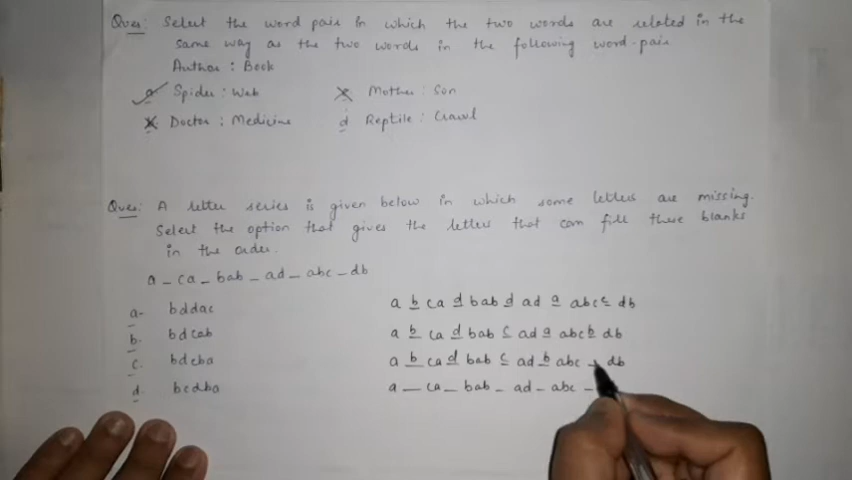 Ques: Select the word pair in which the two words are related in the
same way as the two words in the following word-pair
Author : Book
a Spider : Web
c Mother : Son
b Doctor : Medicine
d Reptile : Crawl
Ques: A letter series is given below in which some letters are missing.
Select the option that gives the letters that can fill these blanks
in the order.
a _ ca _ bab _ ad _ abc _ db
a. bddac
a b ca d bab d ad a abc c db
b. bdcab
a b ca d bab c ad a abc b db
c. bdcba
a b ca d bab c ad b abc _ db
d. bcdba
a _ ca _ bab _ ad _ abc _